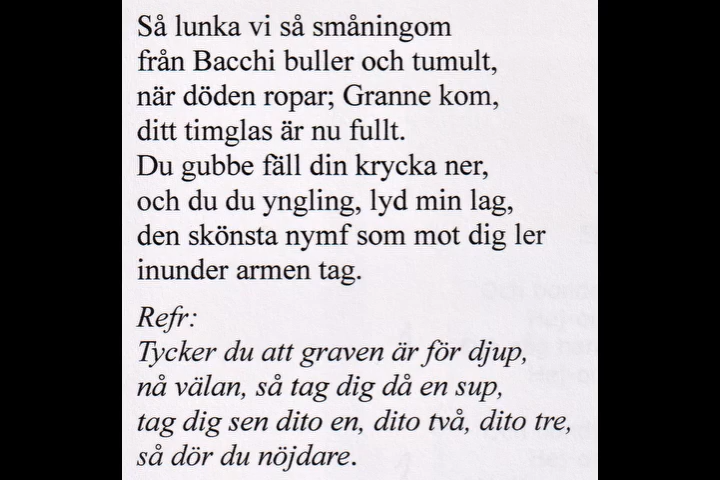 Så lunka vi så småningom
från Bacchi buller och tumult,
när döden ropar; Granne kom,
ditt timglas är nu fullt.
Du gubbe fäll din krycka ner,
och du du yngling, lyd min lag,
den skönsta nymf som mot dig ler
inunder armen tag.
Refr:
Tycker du att graven är för djup,
nå välan, så tag dig då en sup,
tag dig sen dito en, dito två, dito tre,
så dör du nöjdare.